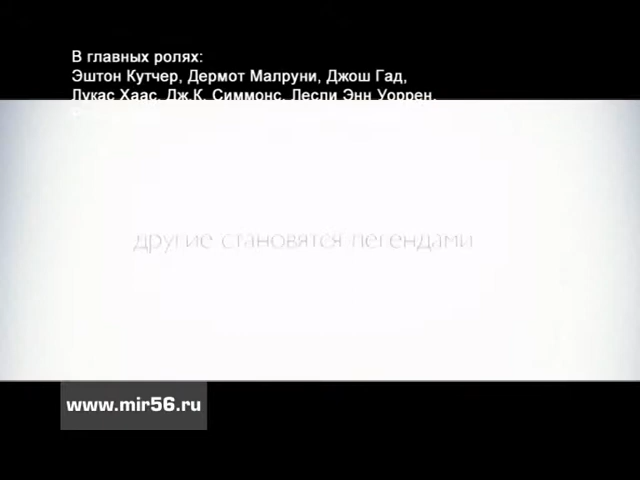 В главных ролях:
Эштон Кутчер, Дермот Малруни, Джош Гад,
Лукас Хаас, Дж.К. Симмонс, Лесли Энн Уоррен,
другие становятся легендами
www.mir56.ru